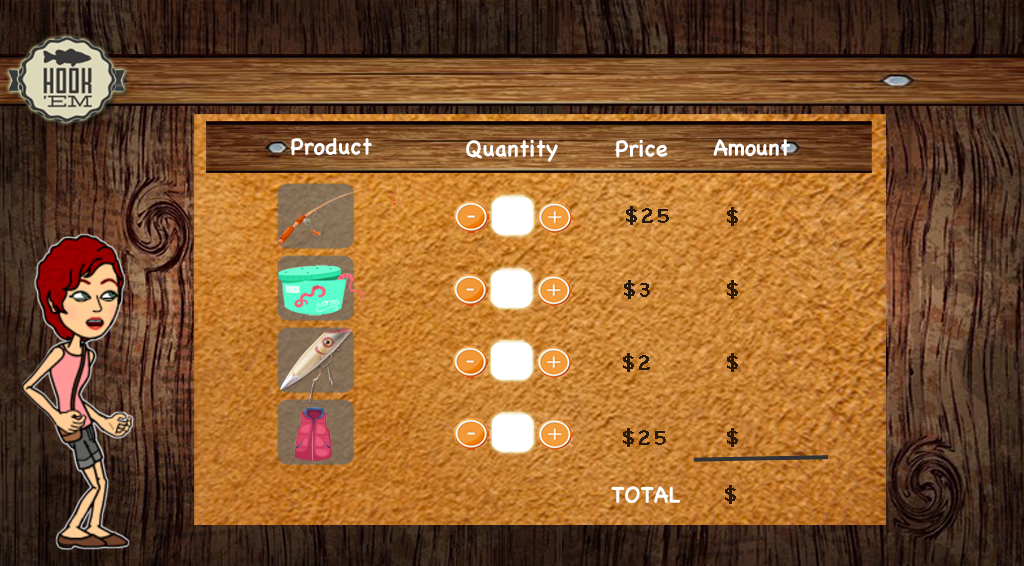 HOOK
'EM
Product Quantity Price Amount
- + $25 $
- + $3 $
- + $2 $
- + $25 $
TOTAL $